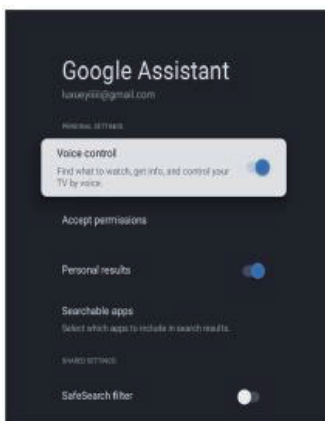 Google Assistant
PERSONAL SETTINGS
Voice control
Find what to watch, get info, and control your
TV by voice.
Accept permissions
Personal results
Searchable apps
Select which apps to include in search results.
SHARED SETTINGS
SafeSearch filter